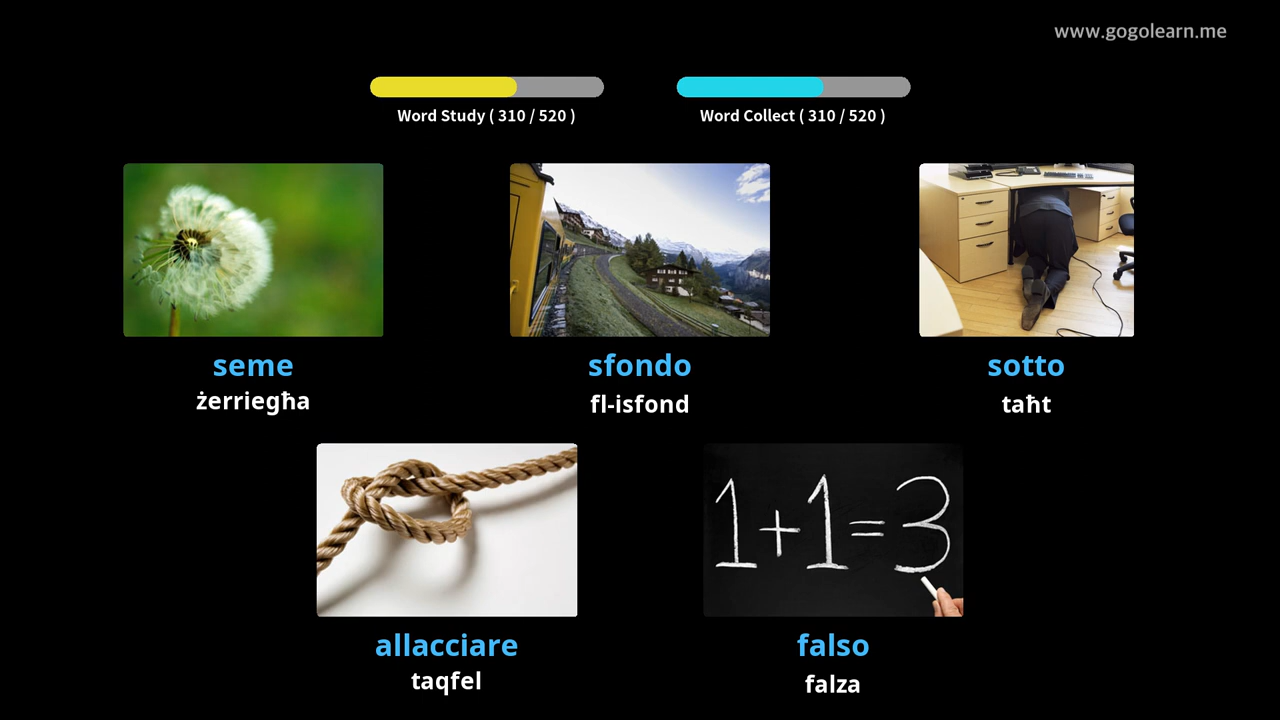 www.gogolearn.me
Word Study ( 310 / 520 )
Word Collect ( 310 / 520 )
seme
żerriegħa
sfondo
fl-isfond
sotto
taħt
allacciare
taqfel
1+1=3
falso
falza